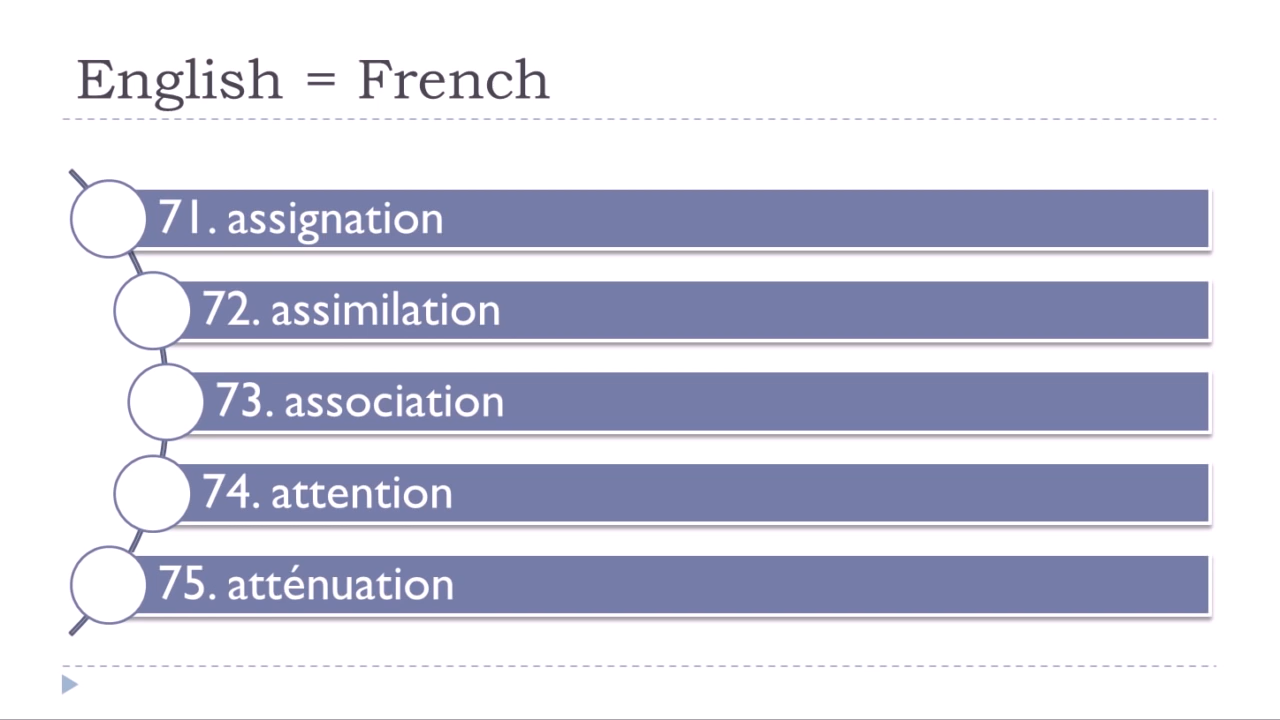 English = French
71. assignation
72. assimilation
73. association
74. attention
75. atténuation